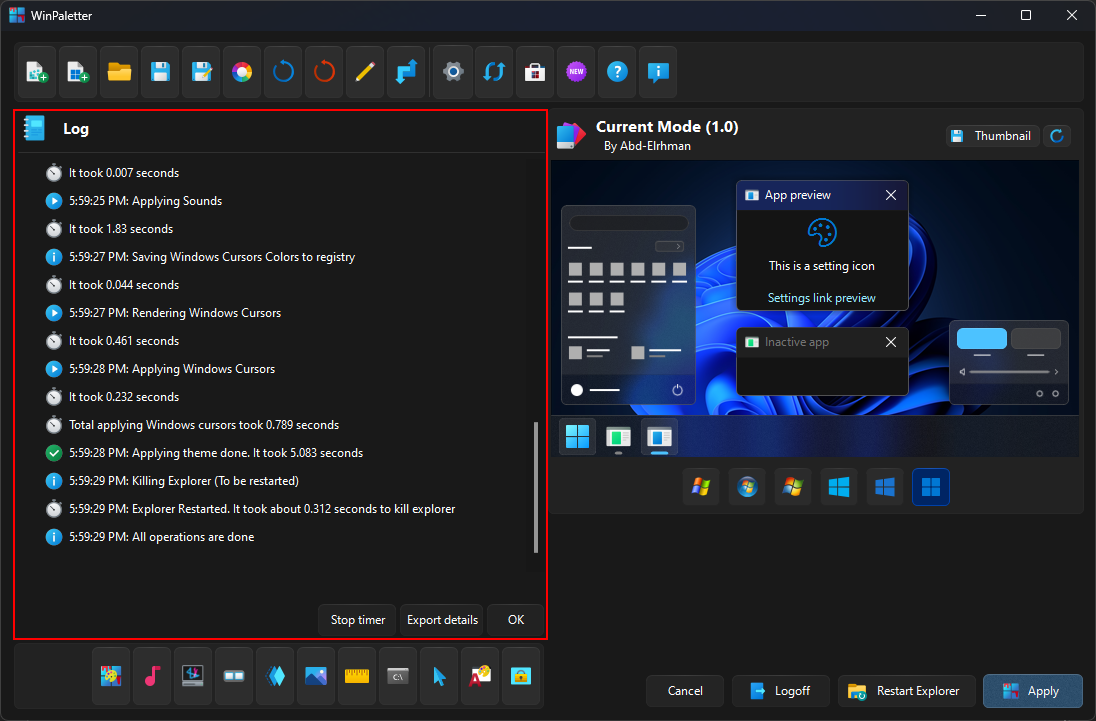 WinPaletter
NEW
Log
It took 0.007 seconds
5:59:25 PM: Applying Sounds
It took 1.83 seconds
5:59:27 PM: Saving Windows Cursors Colors to registry
It took 0.044 seconds
5:59:27 PM: Rendering Windows Cursors
It took 0.461 seconds
5:59:28 PM: Applying Windows Cursors
It took 0.232 seconds
Total applying Windows cursors took 0.789 seconds
5:59:28 PM: Applying theme done. It took 5.083 seconds
5:59:29 PM: Killing Explorer (To be restarted)
5:59:29 PM: Explorer Restarted. It took about 0.312 seconds to kill explorer
5:59:29 PM: All operations are done
Stop timer Export details OK
Current Mode (1.0)
By Abd-Elrhman
Thumbnail
App preview
This is a setting icon
Settings link preview
Inactive app
C:\
A
Cancel Logoff Restart Explorer Apply